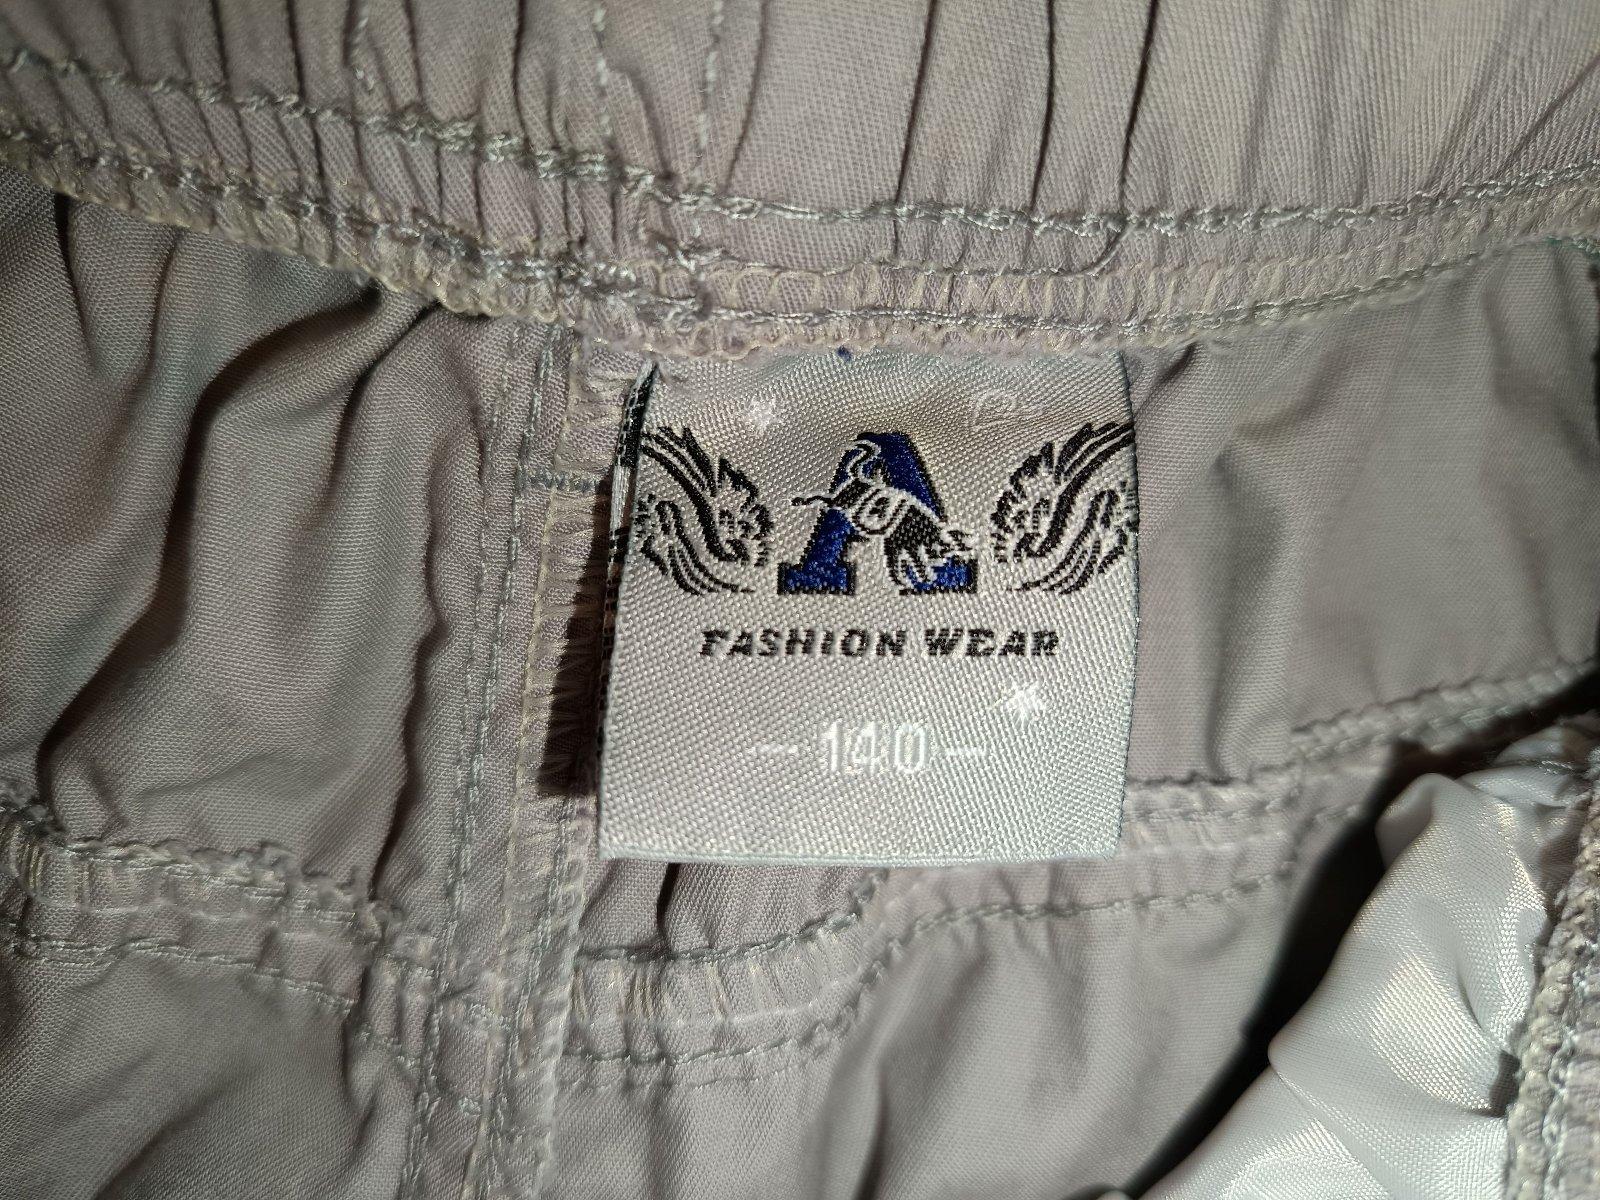 A
FASHION WEAR
- 140 -